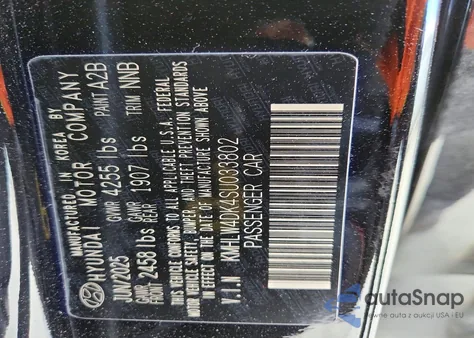 MANUFACTURED IN KOREA BY
HYUNDAI MOTOR COMPANY
JUN/2025 GVWR 4255 lbs PAINT A2B
GAWR FRNT 2458 lbs GAWR REAR 1907 lbs TRIM NNB
THIS VEHICLE CONFORMS TO ALL APPLICABLE U.S.A. FEDERAL
MOTOR VEHICLE SAFETY, BUMPER, AND THEFT PREVENTION STANDARDS
IN EFFECT ON THE DATE OF MANUFACTURE SHOWN ABOVE
V.I.N KMHLW4DK4SU033802
PASSENGER CAR
autaSnap
Pewne auta z aukcji USA i EU